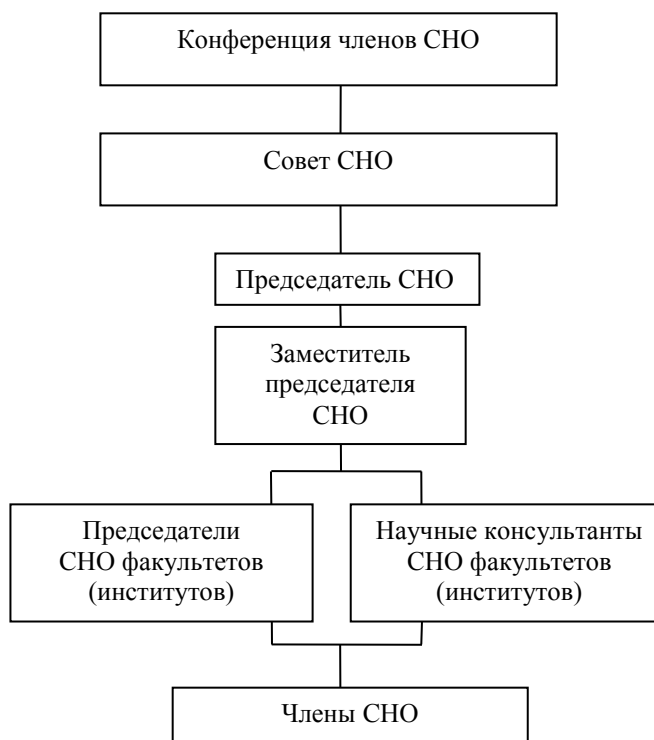 Конференция членов СНО
Совет СНО
Председатель СНО
Заместитель
председателя
СНО
Председатели
СНО факультетов
(институтов)
Научные консультанты
СНО факультетов
(институтов)
Члены СНО